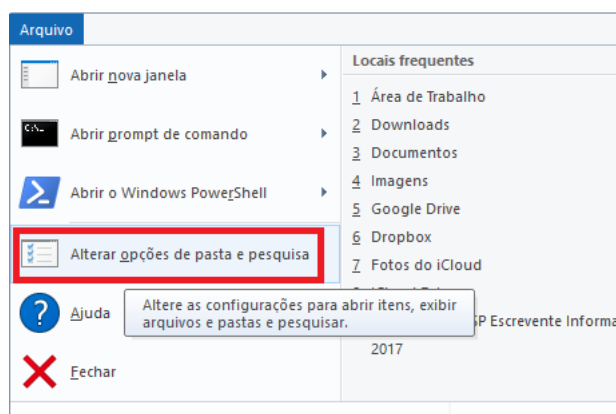 Arquivo
Abrir nova janela
Abrir prompt de comando
Abrir o Windows PowerShell
Alterar opções de pasta e pesquisa
Ajuda
Fechar
Altere as configurações para abrir itens, exibir
arquivos e pastas e pesquisar.
Locais frequentes
1 Área de Trabalho
2 Downloads
3 Documentos
4 Imagens
5 Google Drive
6 Dropbox
7 Fotos do iCloud
SP Escrevente Informa
2017